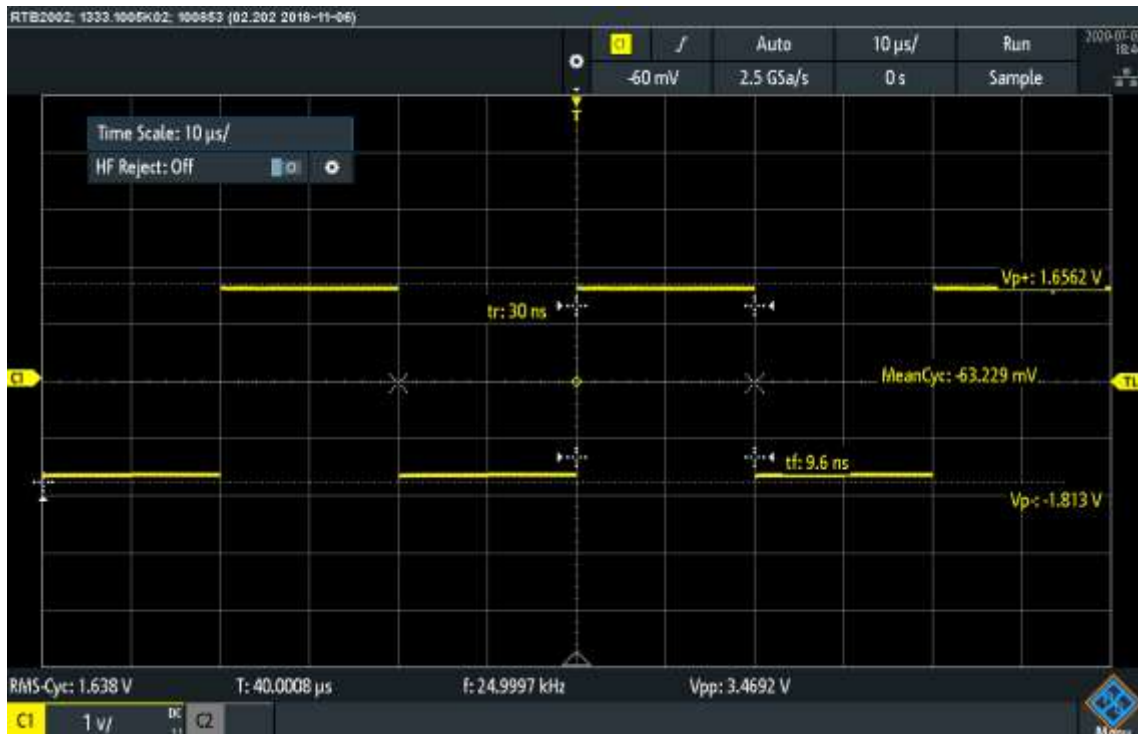 RTB2002; 1333.1005K02; 100853 (02.202 2018-11-06)
C1 Auto 10 µs/ Run
-60 mV 2.5 GSa/s 0 s Sample
T
Time Scale: 10 µs/
HF Reject: Off
Vp+: 1.6562 V
tr: 30 ns
C1 MeanCyc: -63.229 mV TL
tf: 9.6 ns
Vp-: -1.813 V
RMS-Cyc: 1.638 V T: 40.0008 µs f: 24.9997 kHz Vpp: 3.4692 V
C1 1 V/ DC C2
Menu